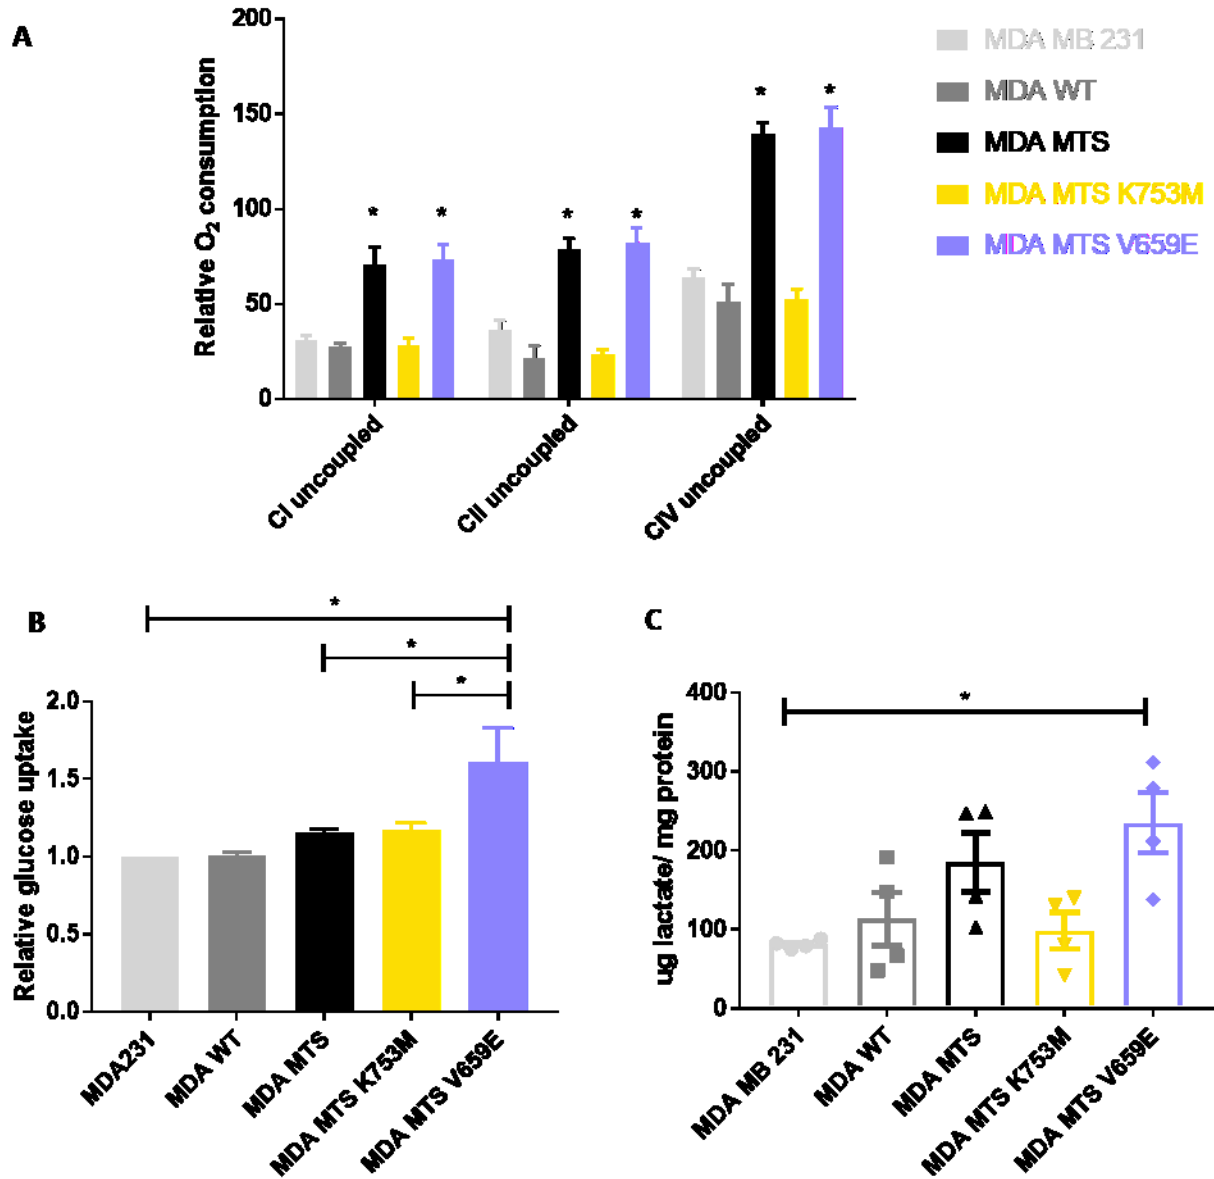 A
200
150
100
50
0
Relative O2 consumption
*
*
*
*
*
*
CI uncoupled
CII uncoupled
CIV uncoupled
MDA MB 231
MDA WT
MDA MTS
MDA MTS K753M
MDA MTS V659E
B
*
*
*
2.0
1.5
1.0
0.5
0.0
Relative glucose uptake
MDA231
MDA WT
MDA MTS
MDA MTS K753M
MDA MTS V659E
C
*
400
300
200
100
0
ug lactate/ mg protein
MDA MB 231
MDA WT
MDA MTS
MDA MTS K753M
MDA MTS V659E